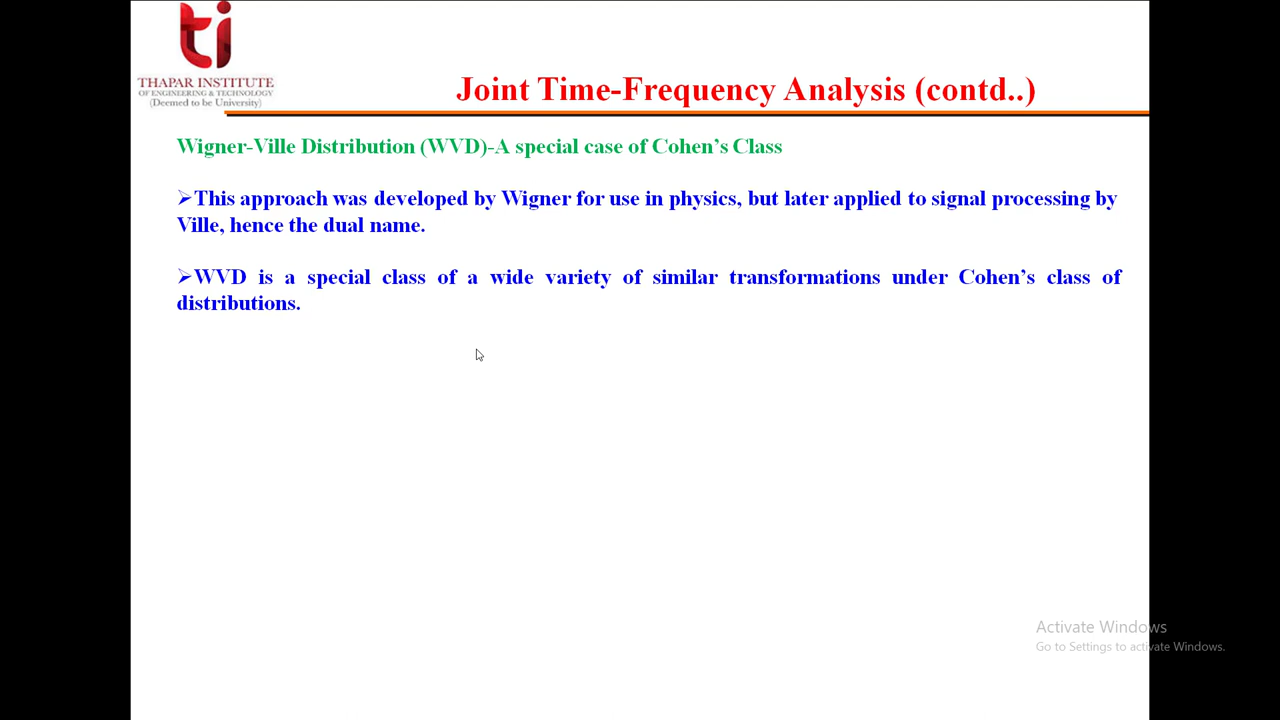 ti
THAPAR INSTITUTE
OF ENGINEERING & TECHNOLOGY
(Deemed to be University)
Joint Time-Frequency Analysis (contd..)
Wigner-Ville Distribution (WVD)-A special case of Cohen's Class
➢This approach was developed by Wigner for use in physics, but later applied to signal processing by
Ville, hence the dual name.
➢WVD is a special class of a wide variety of similar transformations under Cohen's class of
distributions.
Activate Windows
Go to Settings to activate Windows.